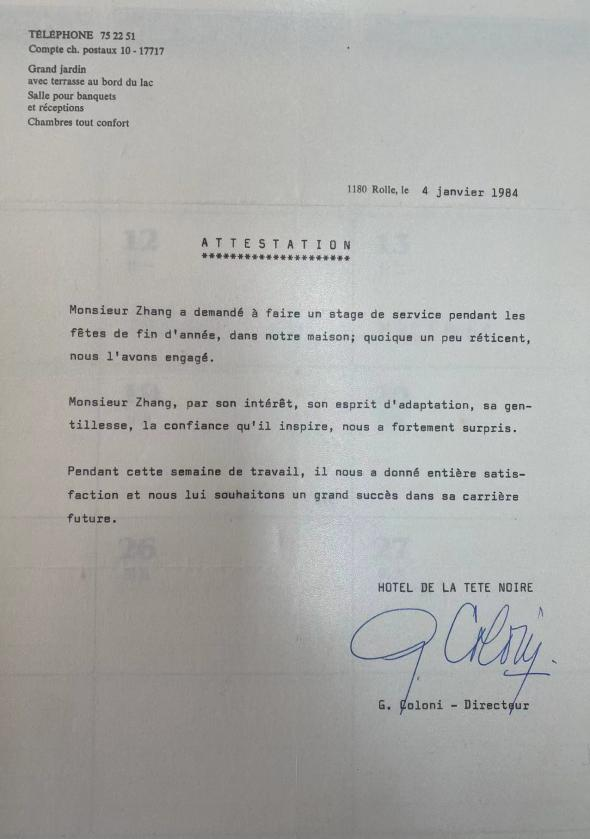 TÉLÉPHONE 75 22 51
Compte ch. postaux 10 - 17717
Grand jardin
avec terrasse au bord du lac
Salle pour banquets
et réceptions
Chambres tout confort
1180 Rolle, le 4 janvier 1984
12
13
A T T E S T A T I O N
*********************
Monsieur Zhang a demandé à faire un stage de service pendant les
fêtes de fin d'année, dans notre maison; quoique un peu réticent,
nous l'avons engagé.
Monsieur Zhang, par son intérêt, son esprit d'adaptation, sa gen-
tillesse, la confiance qu'il inspire, nous a fortement surpris.
Pendant cette semaine de travail, il nous a donné entière satis-
faction et nous lui souhaitons un grand succès dans sa carrière
future.
26
27
HOTEL DE LA TETE NOIRE
G. Coloni.
G. Coloni - Directeur